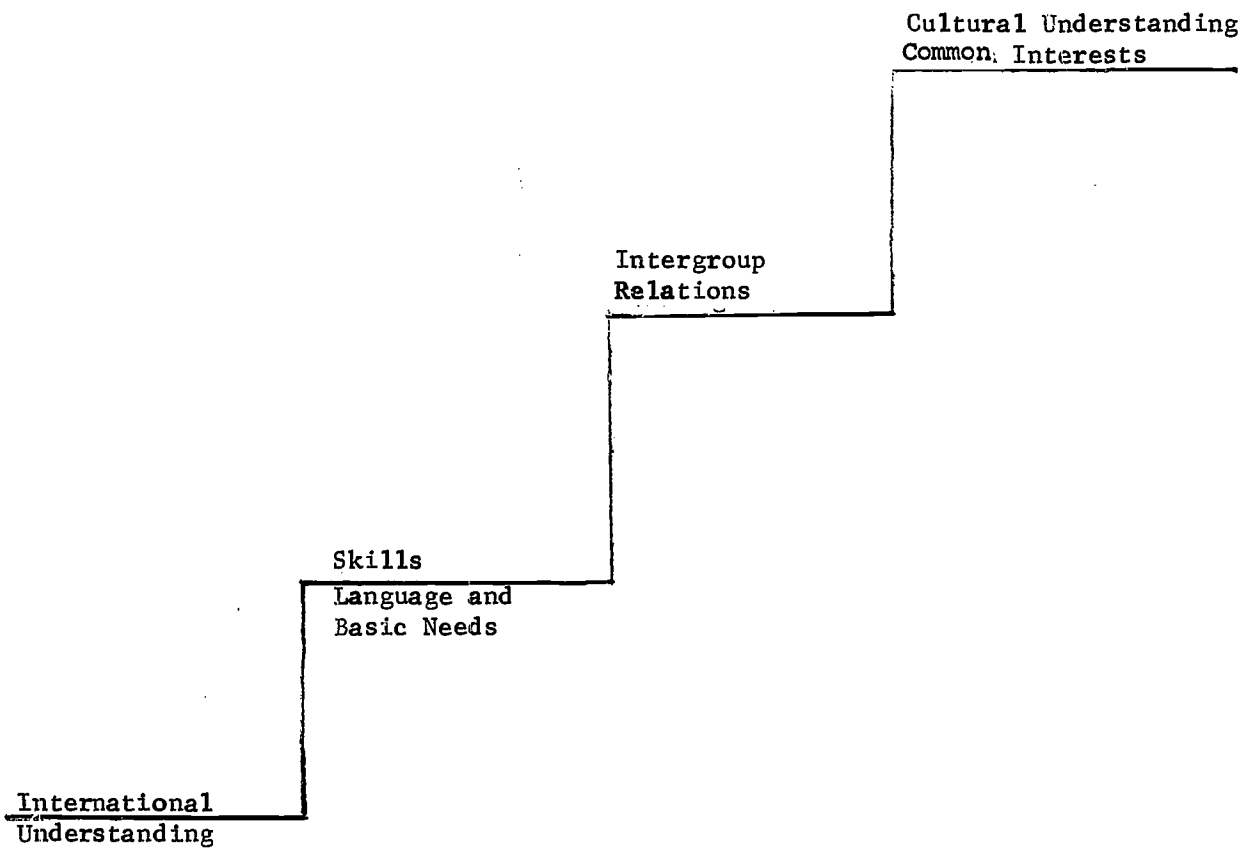 Cultural Understanding
Common Interests
Intergroup
Relations
Skills
Language and
Basic Needs
International
Understanding